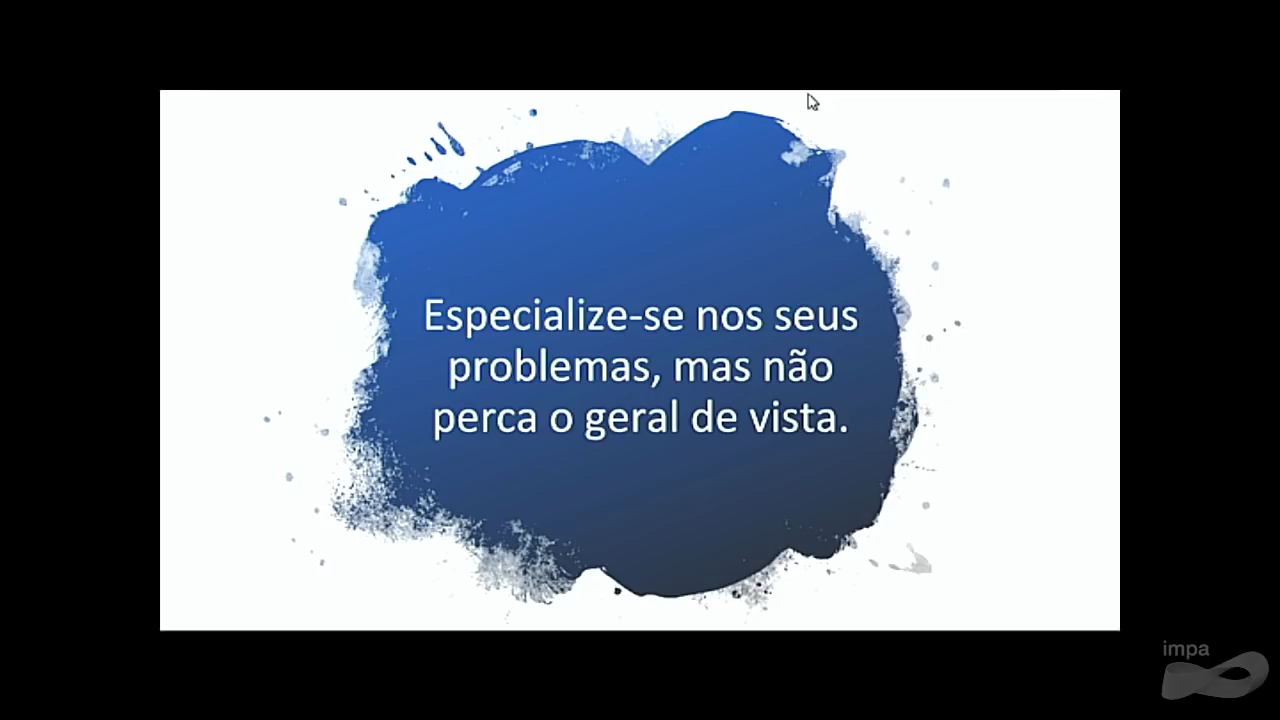 Especialize-se nos seus
problemas, mas não
perca o geral de vista.
impa